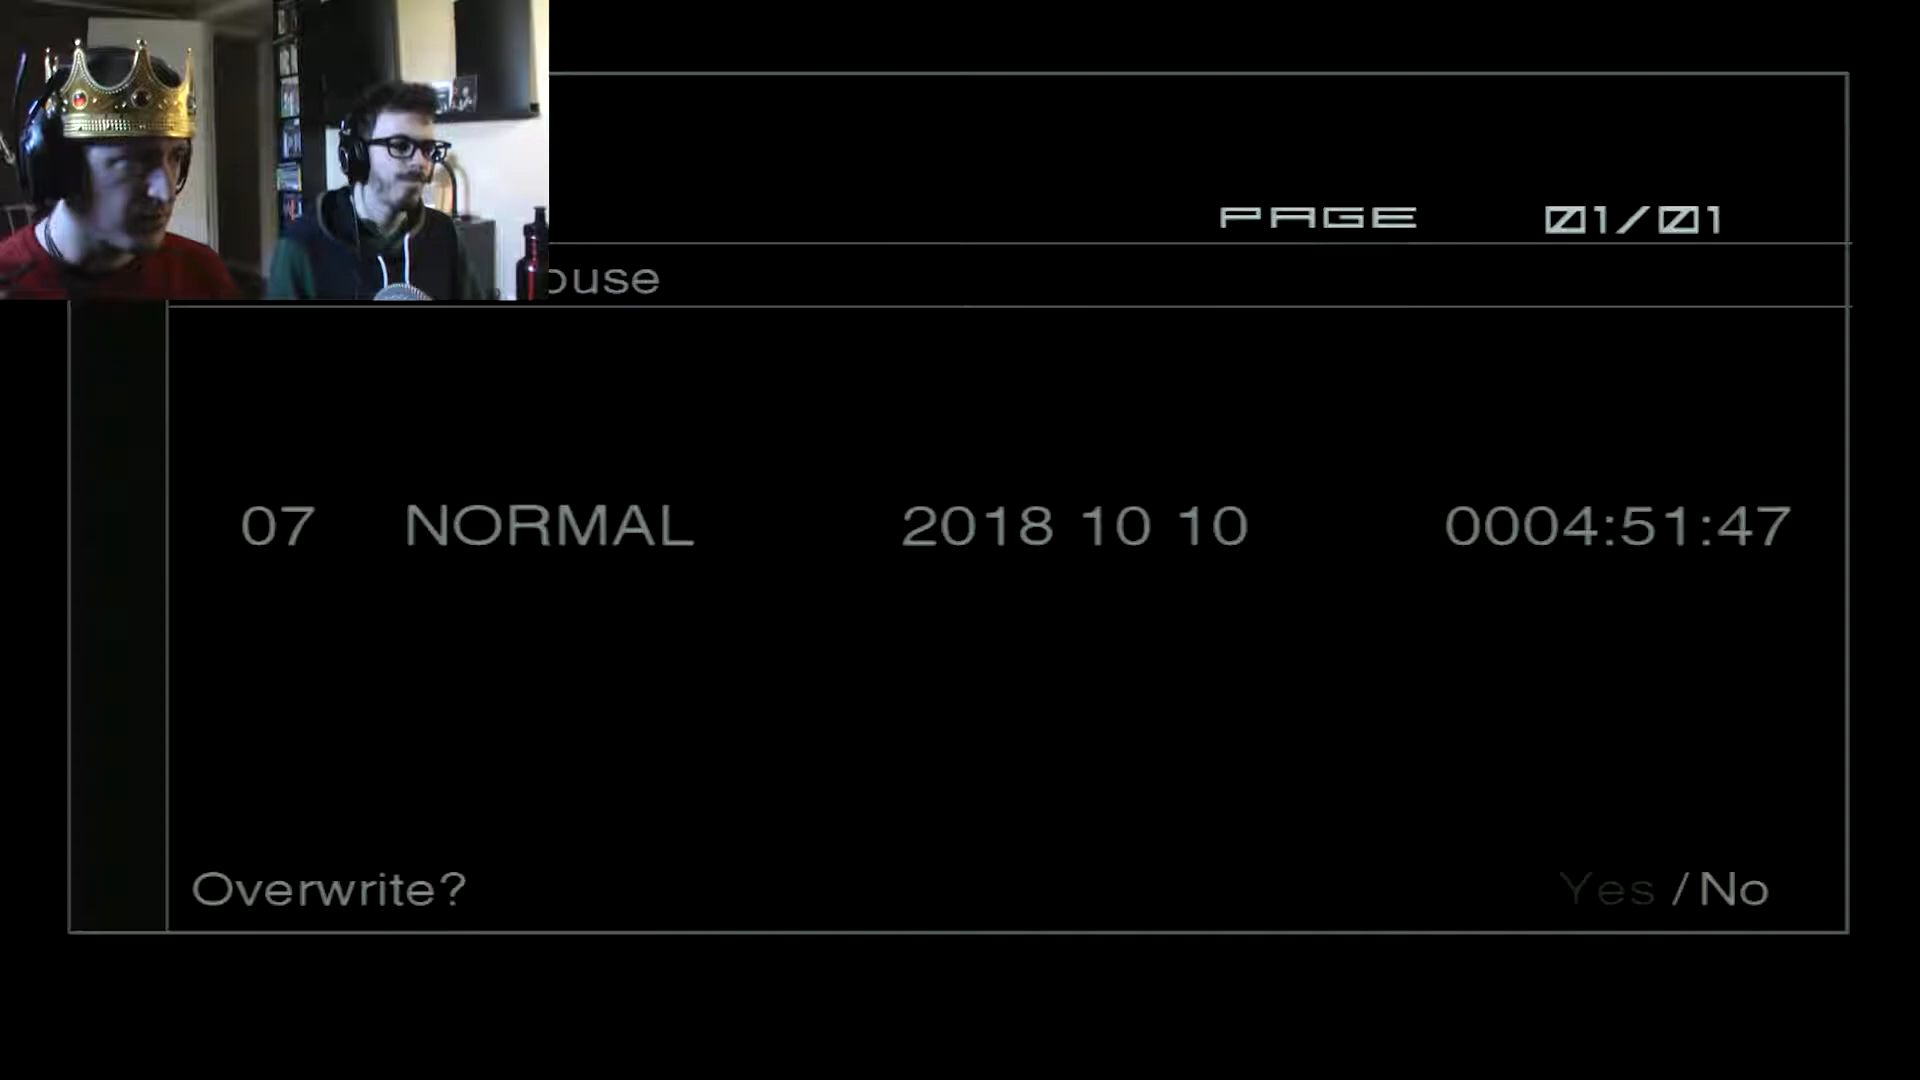 PAGE 01/01
ouse
07 NORMAL 2018 10 10 0004:51:47
Overwrite? Yes / No